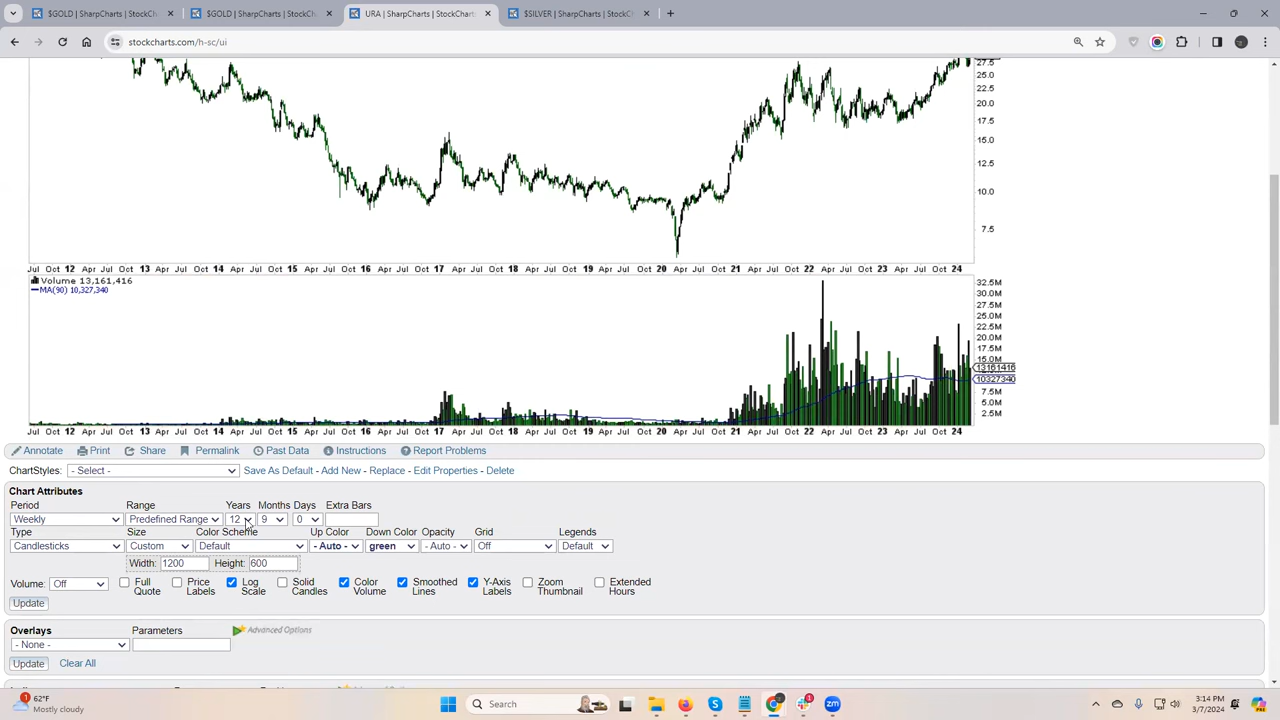 $GOLD | SharpCharts | StockChart
$GOLD | SharpCharts | StockChart
URA | SharpCharts | StockCharts.
$SILVER | SharpCharts | StockC
stockcharts.com/h-sc/ui
27.5
25.0
22.5
20.0
17.5
15.0
12.5
10.0
7.5
Jul Oct 12 Apr Jul Oct 13 Apr Jul Oct 14 Apr Jul Oct 15 Apr Jul Oct 16 Apr Jul Oct 17 Apr Jul Oct 18 Apr Jul Oct 19 Apr Jul Oct 20 Apr Jul Oct 21 Apr Jul Oct 22 Apr Jul Oct 23 Apr Jul Oct 24
Volume 13,161,416
MA(90) 10,327,340
32.5M
30.0M
27.5M
25.0M
22.5M
20.0M
17.5M
15.0M
13161416
10327340
7.5M
5.0M
2.5M
Jul Oct 12 Apr Jul Oct 13 Apr Jul Oct 14 Apr Jul Oct 15 Apr Jul Oct 16 Apr Jul Oct 17 Apr Jul Oct 18 Apr Jul Oct 19 Apr Jul Oct 20 Apr Jul Oct 21 Apr Jul Oct 22 Apr Jul Oct 23 Apr Jul Oct 24
Annotate Print Share Permalink Past Data Instructions Report Problems
ChartStyles: - Select - Save As Default - Add New - Replace - Edit Properties - Delete
Chart Attributes
Period Range Years Months Days Extra Bars
Weekly Predefined Range 12 9 0
Type Size Color Scheme Up Color Down Color Opacity Grid Legends
Candlesticks Custom Default - Auto - green - Auto - Off Default
Width: 1200 Height: 600
Volume: Off Full Quote Price Labels Log Scale Solid Candles Color Volume Smoothed Lines Y-Axis Labels Zoom Thumbnail Extended Hours
Update
Overlays Parameters Advanced Options
- None -
Update Clear All
1
62°F
Mostly cloudy
Search
3:14 PM
3/7/2024